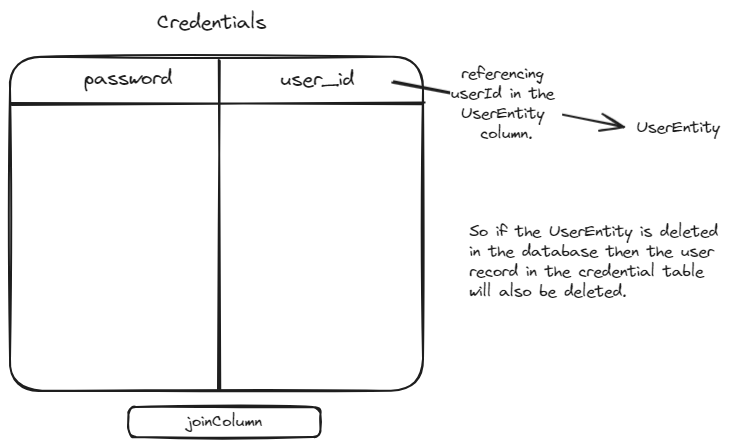 Credentials
password
user_id
referencing
userId in the
UserEntity
column.
UserEntity
So if the UserEntity is deleted
in the database then the user
record in the credential table
will also be deleted.
joinColumn